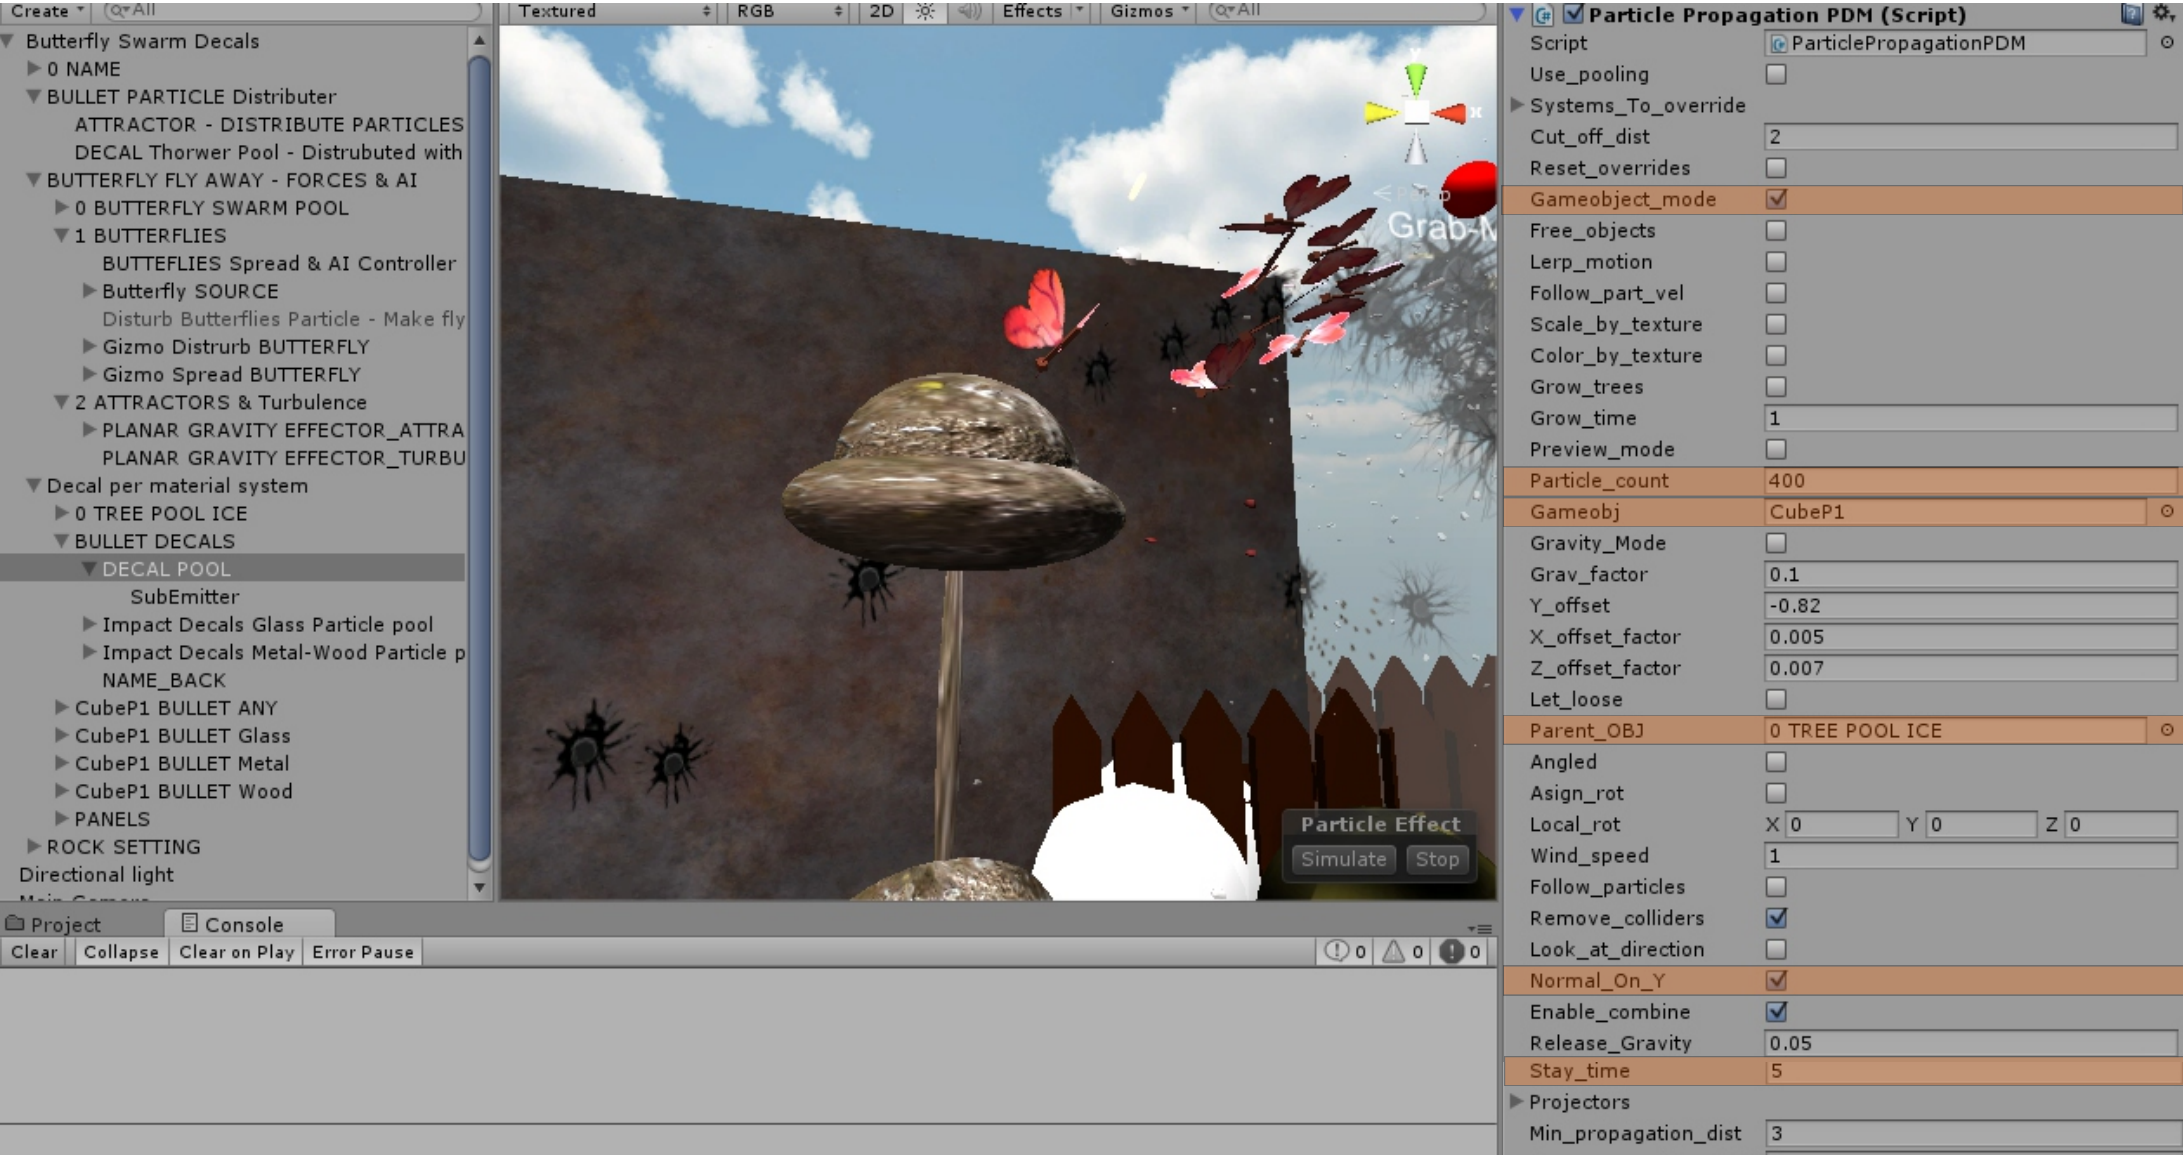 Create
All
Butterfly Swarm Decals
0 NAME
BULLET PARTICLE Distributer
ATTRACTOR - DISTRIBUTE PARTICLES
DECAL Thorwer Pool - Distrubuted with
BUTTERFLY FLY AWAY - FORCES & AI
0 BUTTERFLY SWARM POOL
1 BUTTERFLIES
BUTTEFLIES Spread & AI Controller
Butterfly SOURCE
Disturb Butterflies Particle - Make fly
Gizmo Distrurb BUTTERFLY
Gizmo Spread BUTTERFLY
2 ATTRACTORS & Turbulence
PLANAR GRAVITY EFFECTOR_ATTRA
PLANAR GRAVITY EFFECTOR_TURBU
Decal per material system
0 TREE POOL ICE
BULLET DECALS
DECAL POOL
SubEmitter
Impact Decals Glass Particle pool
Impact Decals Metal-Wood Particle p
NAME_BACK
CubeP1 BULLET ANY
CubeP1 BULLET Glass
CubeP1 BULLET Metal
CubeP1 BULLET Wood
PANELS
ROCK SETTING
Directional light
Main Camera
Textured RGB 2D Effects Gizmos All
y
x
Persp
Grab-M
Particle Effect
Simulate Stop
Project Console
Clear Collapse Clear on Play Error Pause 0 0 0
Particle Propagation PDM (Script)
Script ParticlePropagationPDM
Use_pooling
Systems_To_override
Cut_off_dist 2
Reset_overrides
Gameobject_mode
Free_objects
Lerp_motion
Follow_part_vel
Scale_by_texture
Color_by_texture
Grow_trees
Grow_time 1
Preview_mode
Particle_count 400
Gameobj CubeP1
Gravity_Mode
Grav_factor 0.1
Y_offset -0.82
X_offset_factor 0.005
Z_offset_factor 0.007
Let_loose
Parent_OBJ 0 TREE POOL ICE
Angled
Asign_rot
Local_rot X 0 Y 0 Z 0
Wind_speed 1
Follow_particles
Remove_colliders
Look_at_direction
Normal_On_Y
Enable_combine
Release_Gravity 0.05
Stay_time 5
Projectors
Min_propagation_dist 3